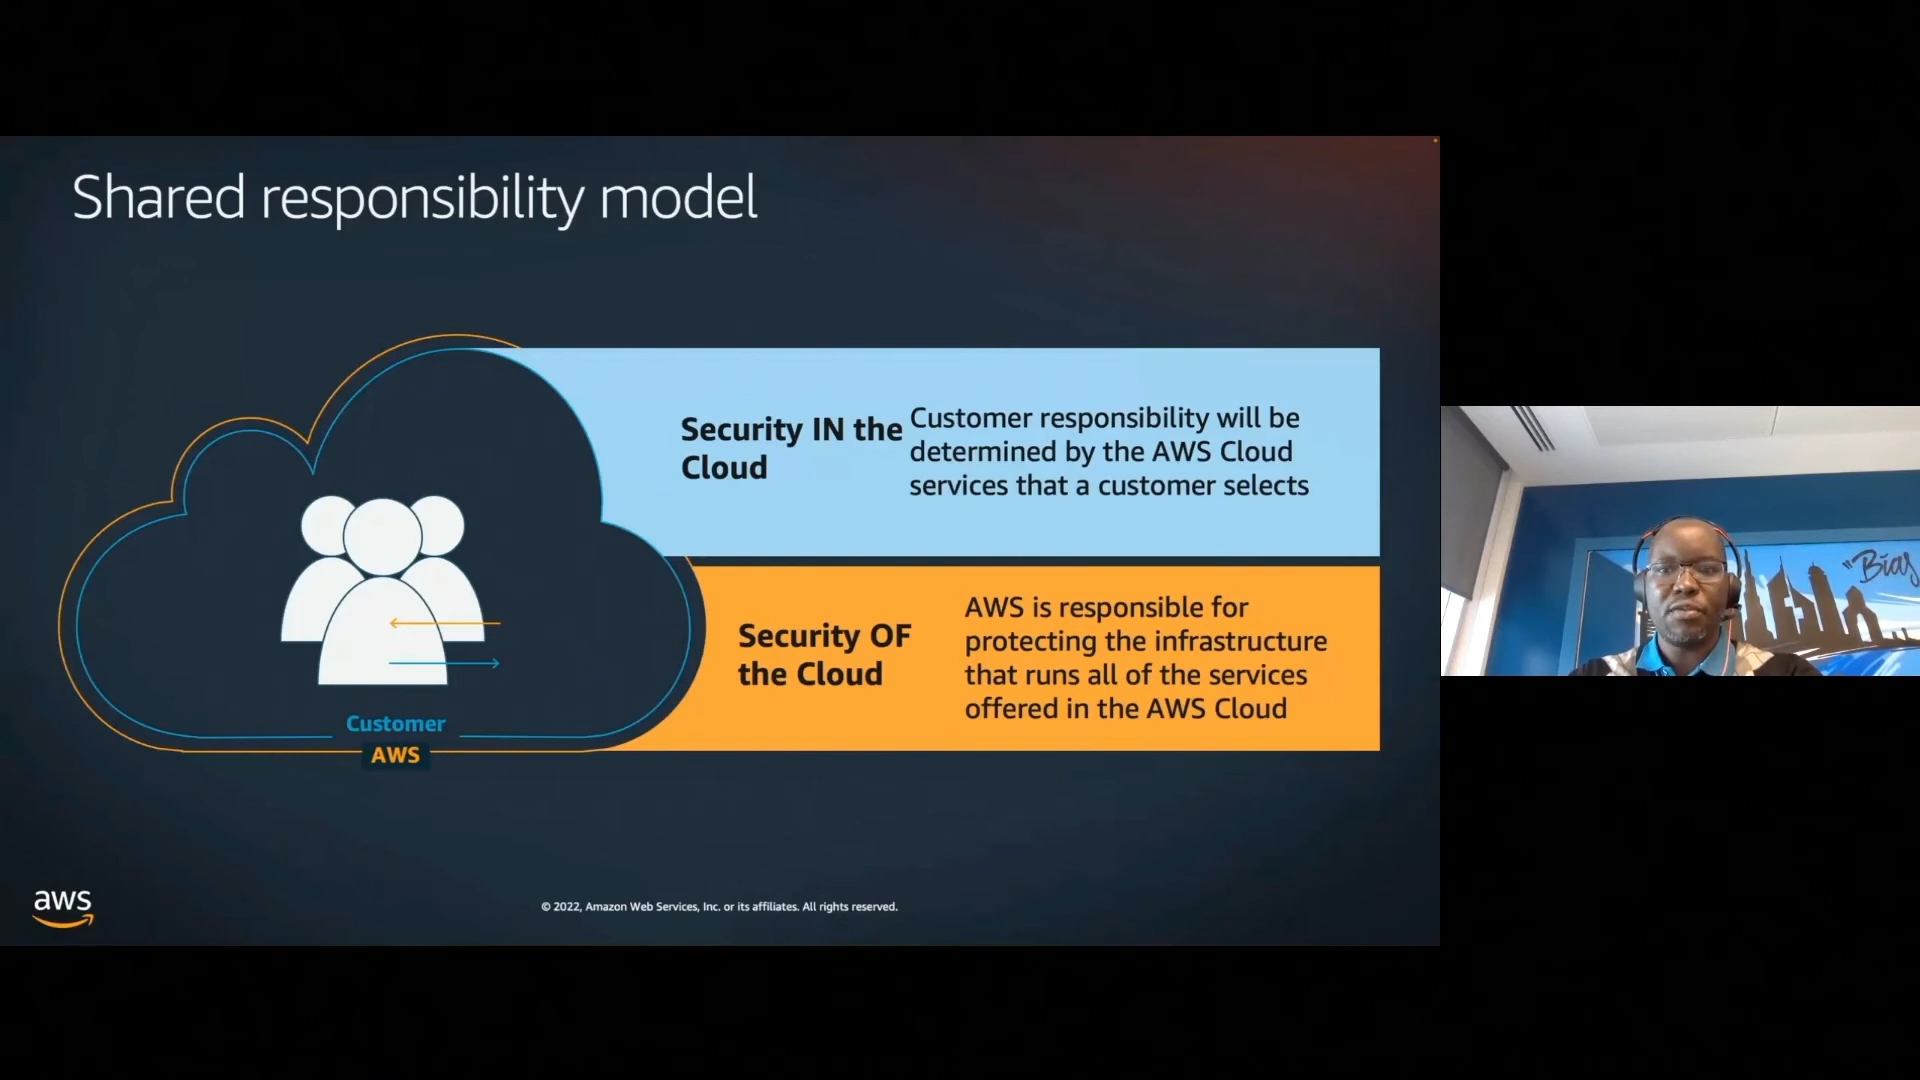 Shared responsibility model
Security IN the
Cloud
Customer responsibility will be
determined by the AWS Cloud
services that a customer selects
Security OF
the Cloud
AWS is responsible for
protecting the infrastructure
that runs all of the services
offered in the AWS Cloud
Customer
AWS
aws
© 2022, Amazon Web Services, Inc. or its affiliates. All rights reserved.
"Bias